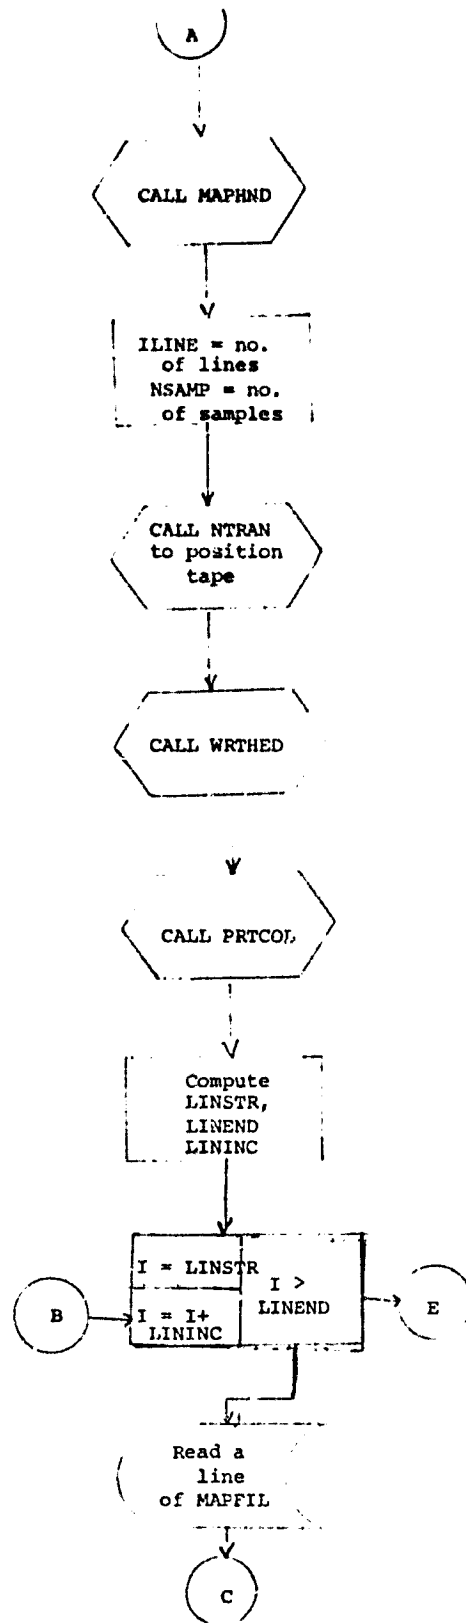 A
CALL MAPHND
ILINE = no.
of lines
NSAMP = no.
of samples
CALL NTRAN
to position
tape
CALL WRTHED
CALL PRTCOL
Compute
LINSTR,
LINEND
LININC
I = LINSTR
I >
LINEND
B
I = I+
LININC
E
Read a
line
of MAPFIL
C